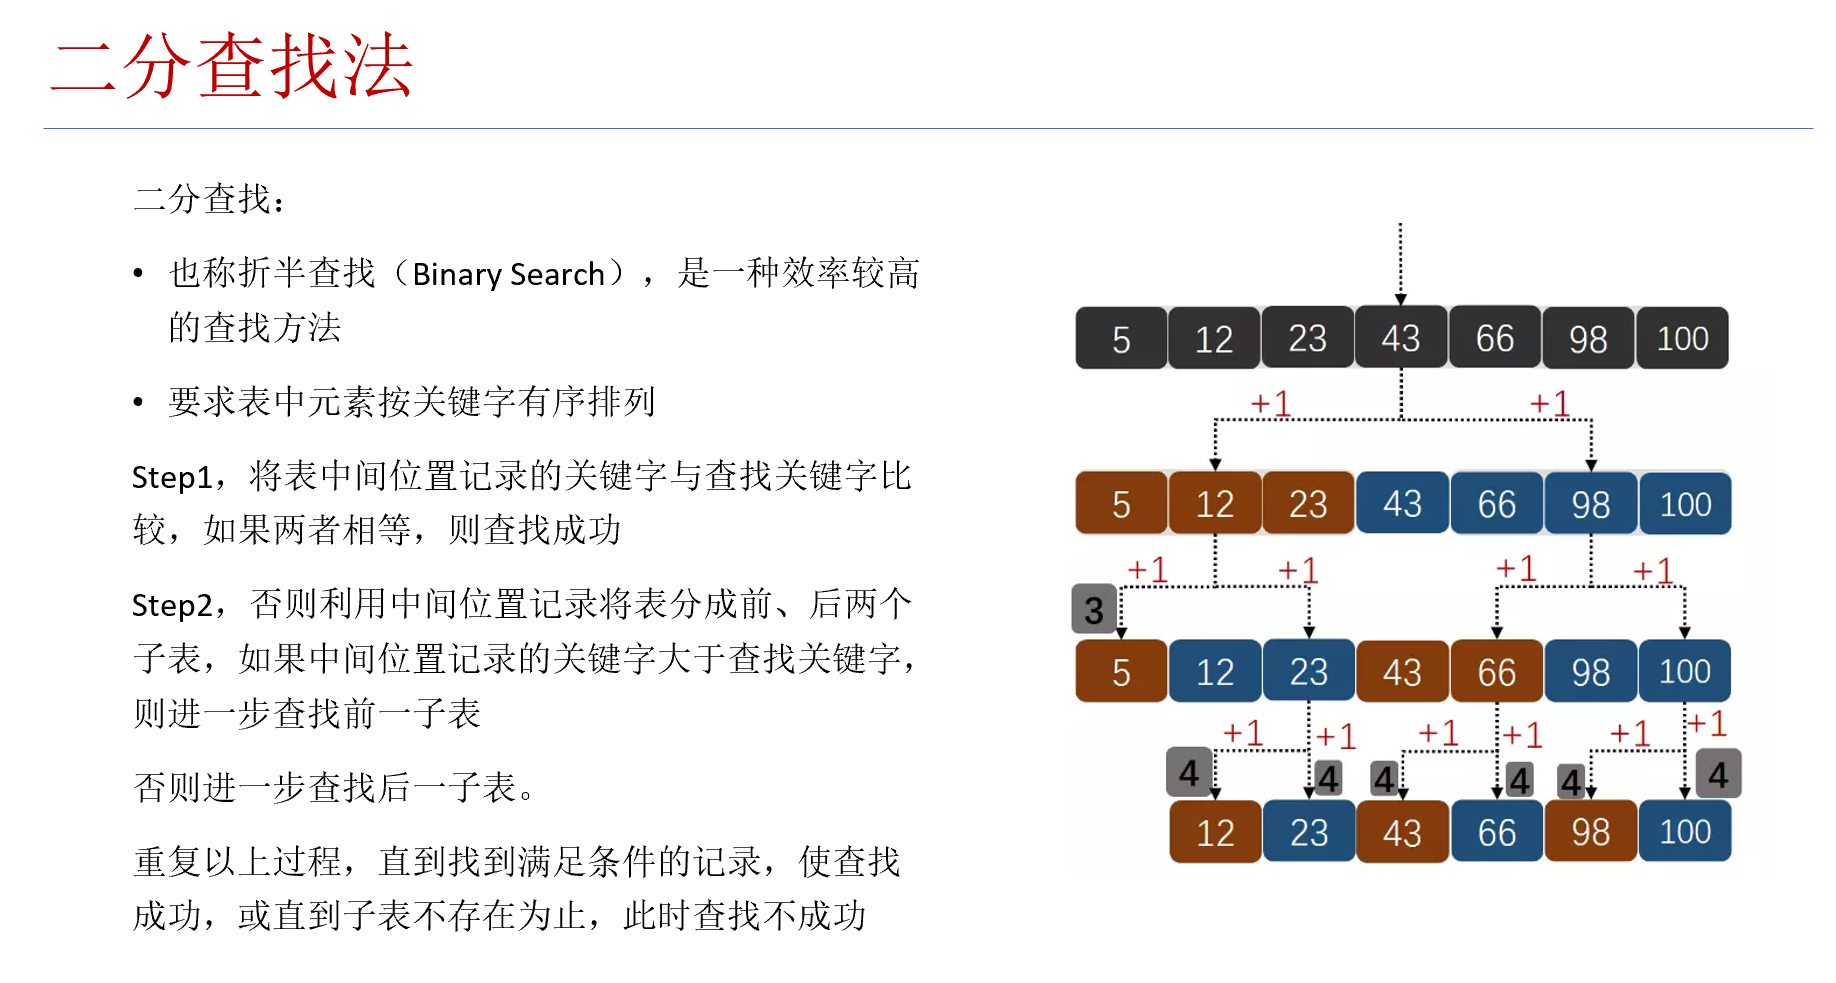 二分查找法
二分查找：
• 也称折半查找（Binary Search），是一种效率较高
的查找方法
• 要求表中元素按关键字有序排列
Step1，将表中间位置记录的关键字与查找关键字比
较，如果两者相等，则查找成功
Step2，否则利用中间位置记录将表分成前、后两个
子表，如果中间位置记录的关键字大于查找关键字，
则进一步查找前一子表
否则进一步查找后一子表。
重复以上过程，直到找到满足条件的记录，使查找
成功，或直到子表不存在为止，此时查找不成功
5 12 23 43 66 98 100
+1 +1
5 12 23 43 66 98 100
+1 +1 +1 +1
3
5 12 23 43 66 98 100
+1 +1 +1 +1 +1 +1
4 4 4 4 4 4
12 23 43 66 98 100